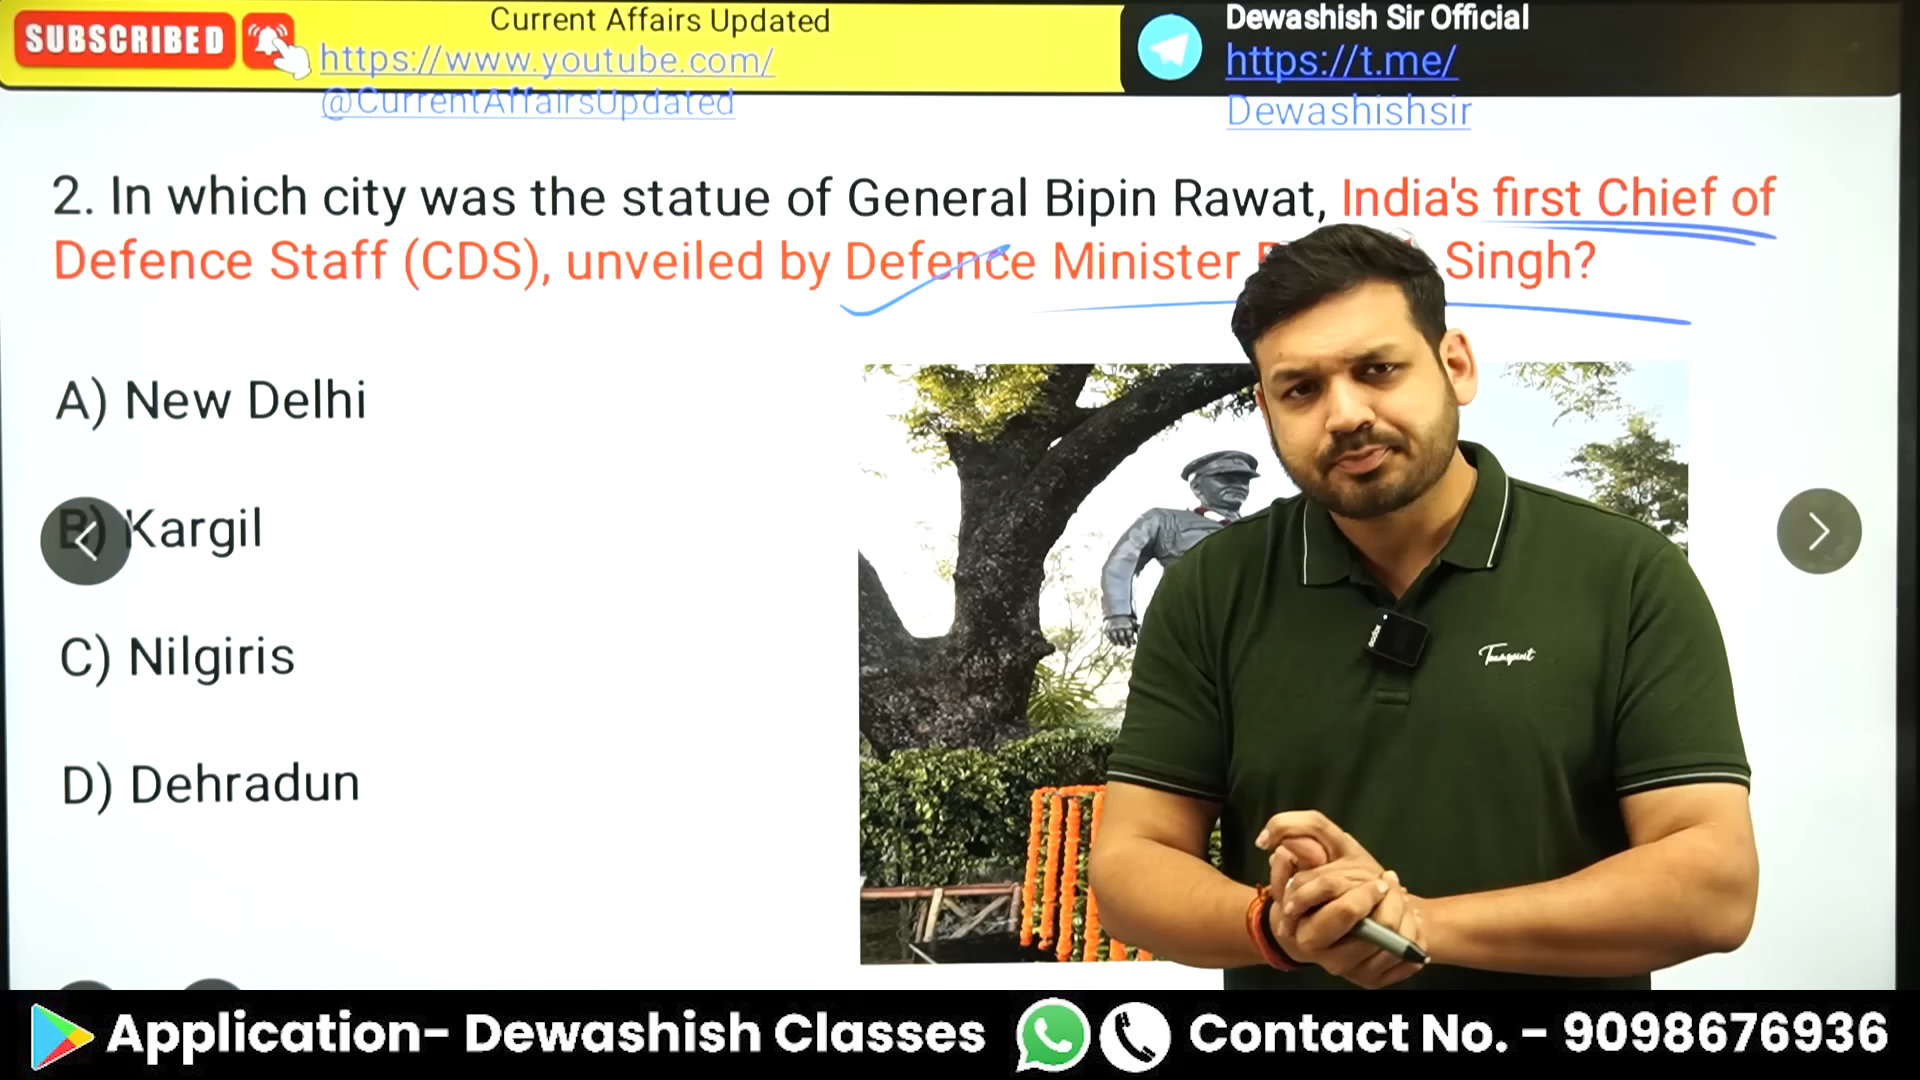 SUBSCRIBED
Current Affairs Updated
https://www.youtube.com/
@CurrentAffairsUpdated
Dewashish Sir Official
https://t.me/
Dewashishsir
2. In which city was the statue of General Bipin Rawat, India's first Chief of
Defence Staff (CDS), unveiled by Defence Minister Singh?
A) New Delhi
B) Kargil
C) Nilgiris
D) Dehradun
Application- Dewashish Classes
Contact No. - 9098676936